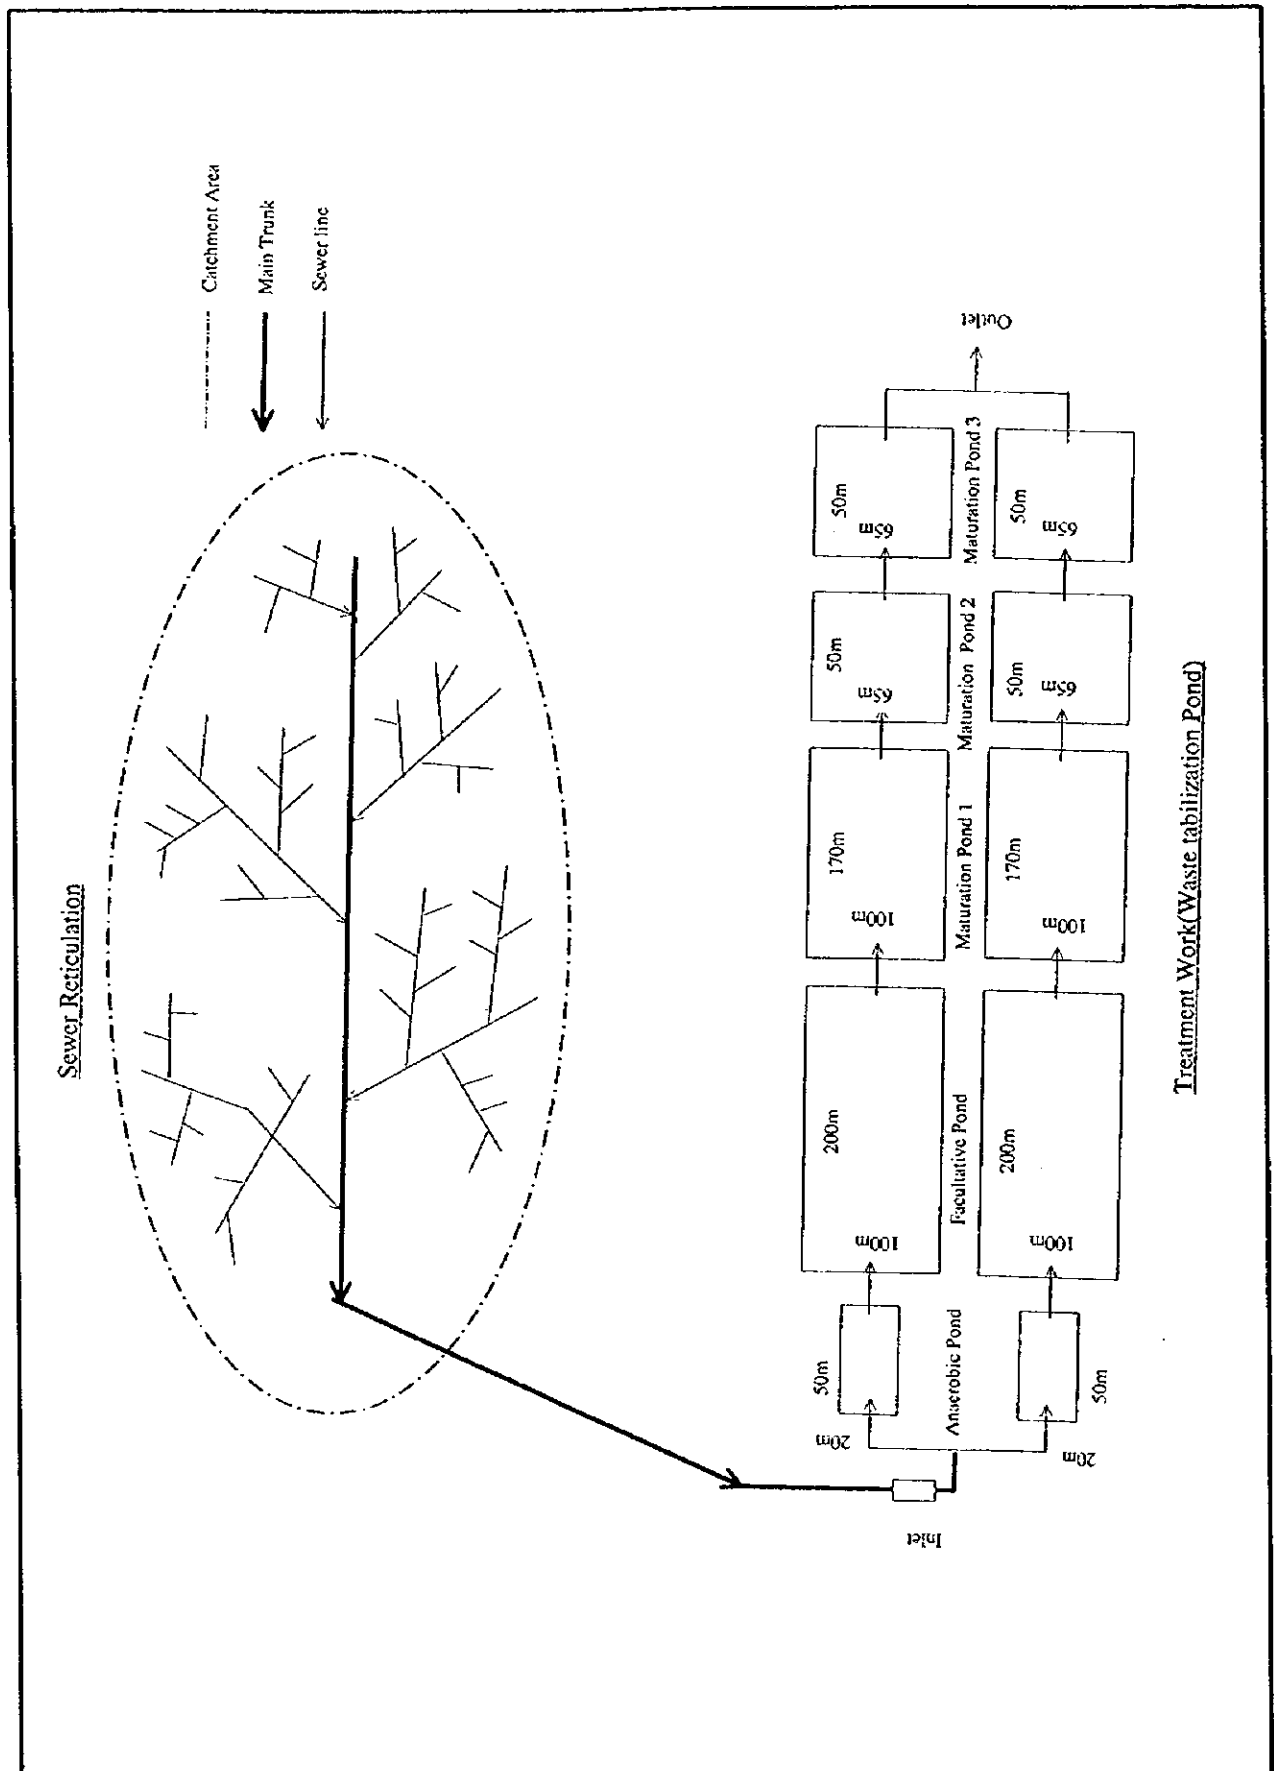 Sewer Reticulation
Catchment Area
Main Trunk
Sewer line
Inlet
20m
50m
100m
200m
100m
170m
65m
50m
65m
50m
Outlet
Anaerobic Pond
Facultative Pond
Maturation Pond 1
Maturation Pond 2
Maturation Pond 3
20m
50m
100m
200m
100m
170m
65m
50m
65m
50m
Treatment Work(Waste tabilization Pond)